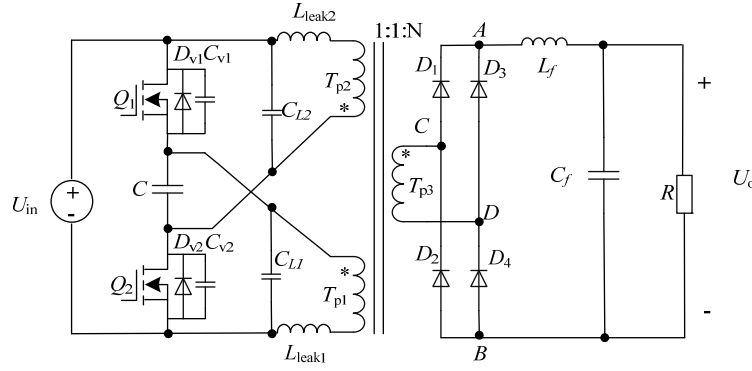 L_leak2
1:1:N
A
D_v1 C_v1
T_p2
D_1
D_3
L_f
+
Q_1
*
C_L2
C
*
U_in
+
-
C
T_p3
C_f
R
U_o
D
D_v2 C_v2
C_L1
*
D_2
D_4
Q_2
T_p1
-
L_leak1
B